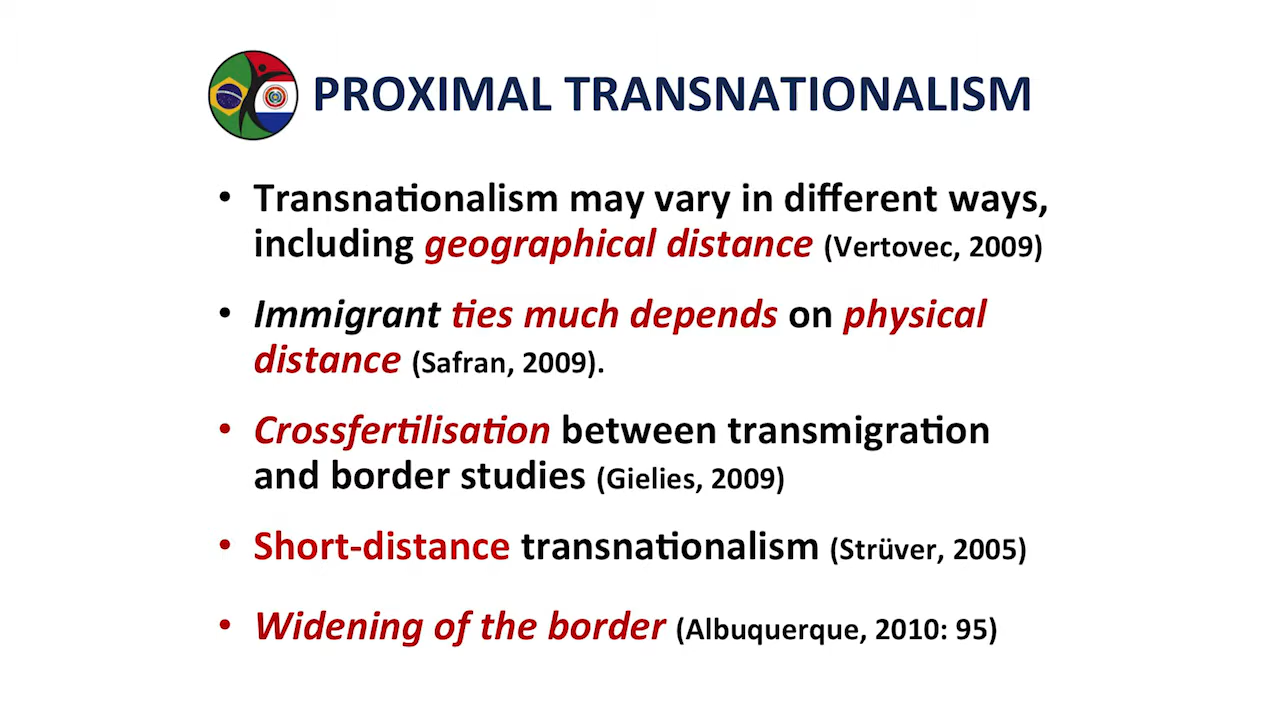 PROXIMAL TRANSNATIONALISM
• Transnationalism may vary in different ways,
including geographical distance (Vertovec, 2009)
• Immigrant ties much depends on physical
distance (Safran, 2009).
• Crossfertilisation between transmigration
and border studies (Gielies, 2009)
• Short-distance transnationalism (Strüver, 2005)
• Widening of the border (Albuquerque, 2010: 95)